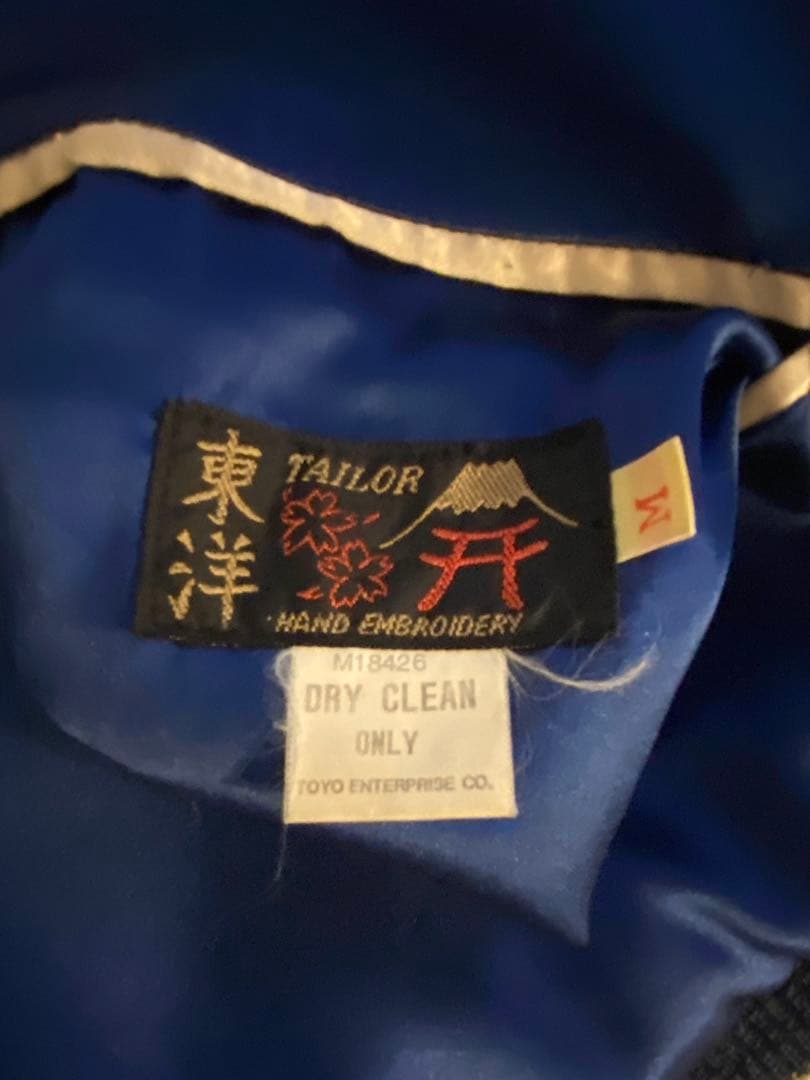 東洋
TAILOR
HAND EMBROIDERY
M
M18426
DRY CLEAN
ONLY
TOYO ENTERPRISE CO.